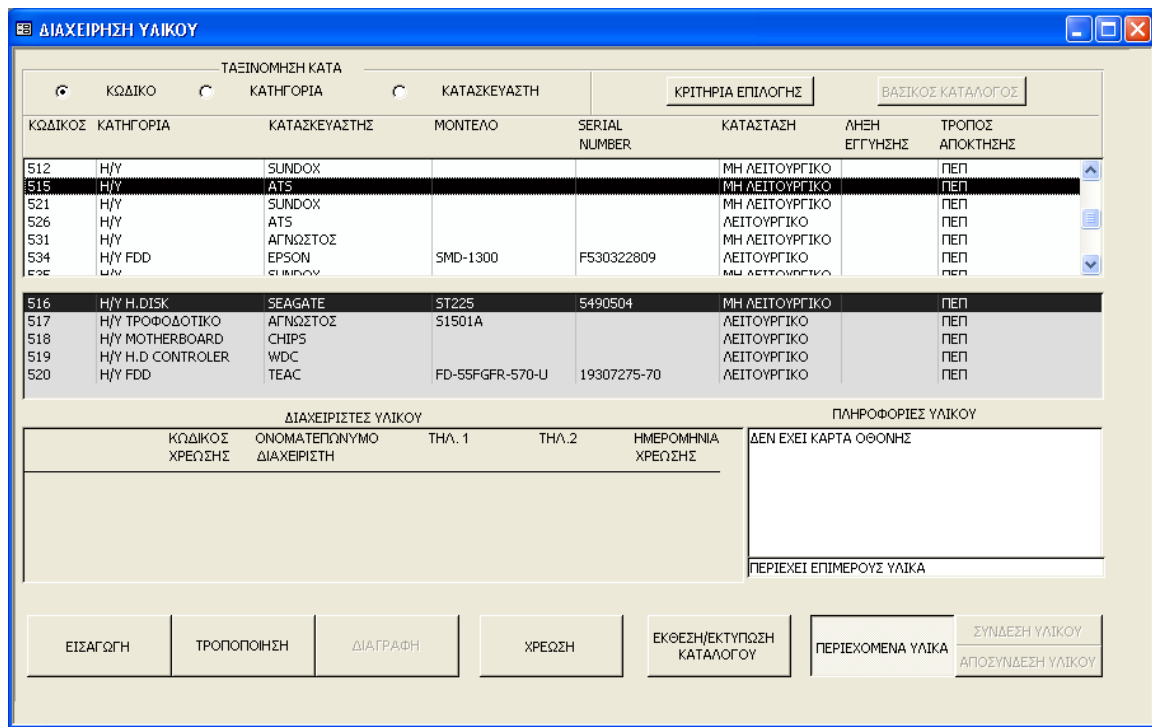 ΔΙΑΧΕΙΡΗΣΗ ΥΛΙΚΟΥ
ΤΑΞΙΝΟΜΗΣΗ ΚΑΤΑ
ΚΩΔΙΚΟ ΚΑΤΗΓΟΡΙΑ ΚΑΤΑΣΚΕΥΑΣΤΗ ΚΡΙΤΗΡΙΑ ΕΠΙΛΟΓΗΣ ΒΑΣΙΚΟΣ ΚΑΤΑΛΟΓΟΣ
ΚΩΔΙΚΟΣ ΚΑΤΗΓΟΡΙΑ ΚΑΤΑΣΚΕΥΑΣΤΗΣ ΜΟΝΤΕΛΟ SERIAL ΚΑΤΑΣΤΑΣΗ ΛΗΞΗ ΤΡΟΠΟΣ
NUMBER ΕΓΓΥΗΣΗΣ ΑΠΟΚΤΗΣΗΣ
512 Η/Υ SUNDOX ΜΗ ΛΕΙΤΟΥΡΓΙΚΟ ΠΕΠ
515 Η/Υ ATS ΜΗ ΛΕΙΤΟΥΡΓΙΚΟ ΠΕΠ
521 Η/Υ SUNDOX ΜΗ ΛΕΙΤΟΥΡΓΙΚΟ ΠΕΠ
526 Η/Υ ATS ΛΕΙΤΟΥΡΓΙΚΟ ΠΕΠ
531 Η/Υ ΑΓΝΩΣΤΟΣ ΜΗ ΛΕΙΤΟΥΡΓΙΚΟ ΠΕΠ
534 Η/Υ FDD EPSON SMD-1300 F530322809 ΛΕΙΤΟΥΡΓΙΚΟ ΠΕΠ
535 Η/Υ SUNDOX ΜΗ ΛΕΙΤΟΥΡΓΙΚΟ ΠΕΠ
516 Η/Υ H.DISK SEAGATE ST225 5490504 ΜΗ ΛΕΙΤΟΥΡΓΙΚΟ ΠΕΠ
517 Η/Υ ΤΡΟΦΟΔΟΤΙΚΟ ΑΓΝΩΣΤΟΣ S1501A ΛΕΙΤΟΥΡΓΙΚΟ ΠΕΠ
518 Η/Υ MOTHERBOARD CHIPS ΛΕΙΤΟΥΡΓΙΚΟ ΠΕΠ
519 Η/Υ H.D CONTROLER WDC ΛΕΙΤΟΥΡΓΙΚΟ ΠΕΠ
520 Η/Υ FDD TEAC FD-55FGFR-570-U 19307275-70 ΛΕΙΤΟΥΡΓΙΚΟ ΠΕΠ
ΔΙΑΧΕΙΡΙΣΤΕΣ ΥΛΙΚΟΥ
ΚΩΔΙΚΟΣ ΟΝΟΜΑΤΕΠΩΝΥΜΟ ΤΗΛ. 1 ΤΗΛ.2 ΗΜΕΡΟΜΗΝΙΑ
ΧΡΕΩΣΗΣ ΔΙΑΧΕΙΡΙΣΤΗ ΧΡΕΩΣΗΣ
ΠΛΗΡΟΦΟΡΙΕΣ ΥΛΙΚΟΥ
ΔΕΝ ΕΧΕΙ ΚΑΡΤΑ ΟΘΟΝΗΣ
ΠΕΡΙΕΧΕΙ ΕΠΙΜΕΡΟΥΣ ΥΛΙΚΑ
ΕΙΣΑΓΩΓΗ ΤΡΟΠΟΠΟΙΗΣΗ ΔΙΑΓΡΑΦΗ ΧΡΕΩΣΗ
ΕΚΘΕΣΗ/ΕΚΤΥΠΩΣΗ
ΚΑΤΑΛΟΓΟΥ
ΠΕΡΙΕΧΟΜΕΝΑ ΥΛΙΚΑ
ΣΥΝΔΕΣΗ ΥΛΙΚΟΥ
ΑΠΟΣΥΝΔΕΣΗ ΥΛΙΚΟΥ